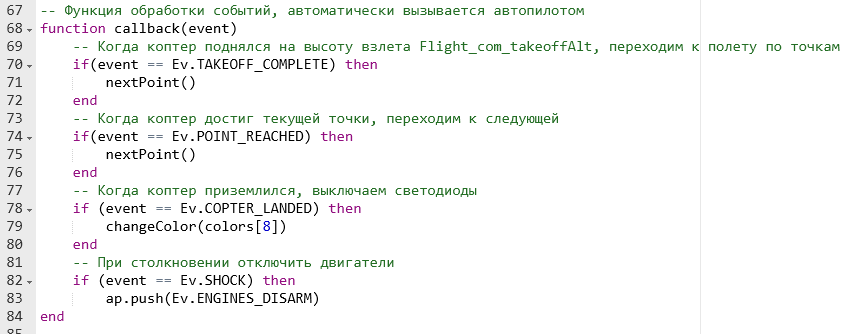 67 -- Функция обработки событий, автоматически вызывается автопилотом
68 function callback(event)
69     -- Когда коптер поднялся на высоту взлета Flight_com_takeoffAlt, переходим к полету по точкам
70     if(event == Ev.TAKEOFF_COMPLETE) then
71         nextPoint()
72     end
73     -- Когда коптер достиг текущей точки, переходим к следующей
74     if(event == Ev.POINT_REACHED) then
75         nextPoint()
76     end
77     -- Когда коптер приземлился, выключаем светодиоды
78     if (event == Ev.COPTER_LANDED) then
79         changeColor(colors[8])
80     end
81     -- При столкновении отключить двигатели
82     if (event == Ev.SHOCK) then
83         ap.push(Ev.ENGINES_DISARM)
84 end